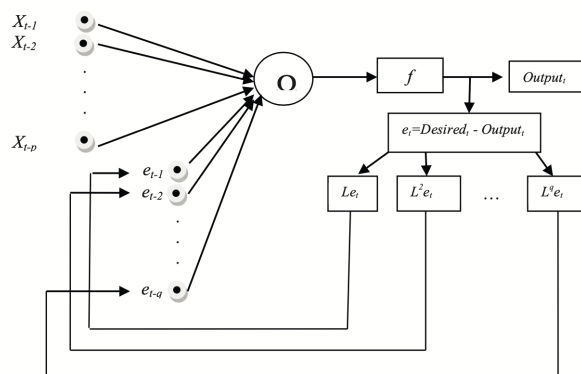 X_{t-1}
X_{t-2}
.
.
.
X_{t-p}
Ω
f
Output_t
e_t=Desired_t - Output_t
e_{t-1}
e_{t-2}
.
.
.
e_{t-q}
Le_t
L^2e_t
...
L^qe_t